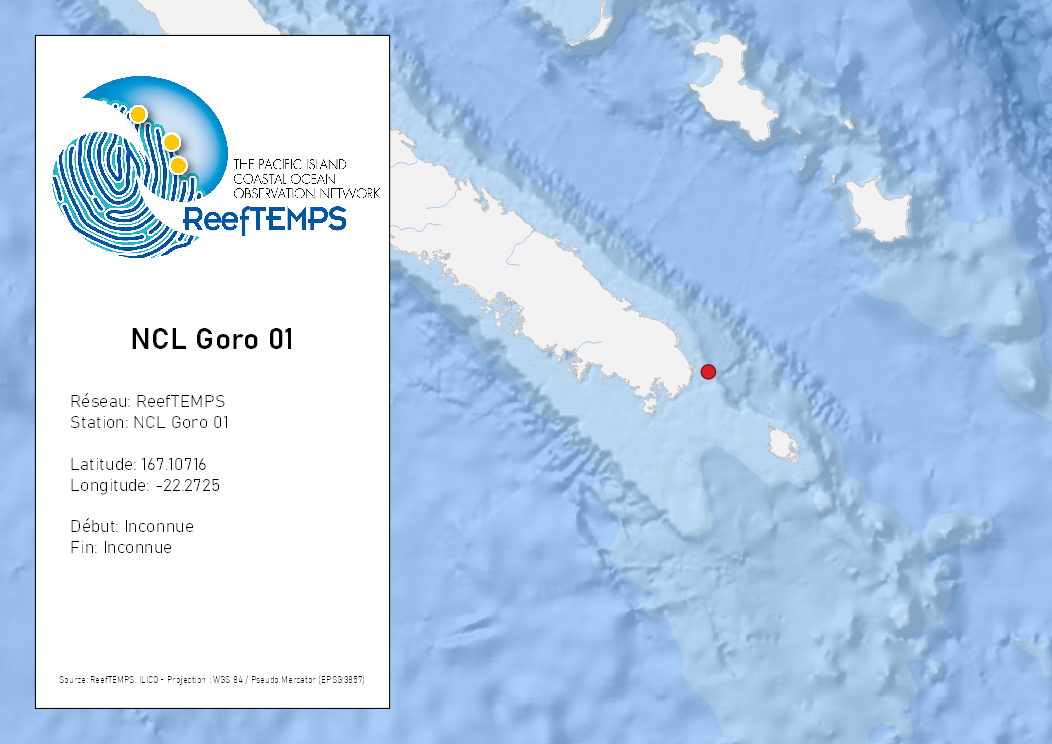 THE PACIFIC ISLAND
COASTAL OCEAN
OBSERVATION NETWORK
ReefTEMPS
NCL Goro 01
Réseau: ReefTEMPS
Station: NCL Goro 01
Latitude: 167.10716
Longitude: -22.2725
Début: Inconnue
Fin: Inconnue
Source: ReefTEMPS, ILICO - Projection : WGS 84 / Pseudo Mercator (EPSG:3857)